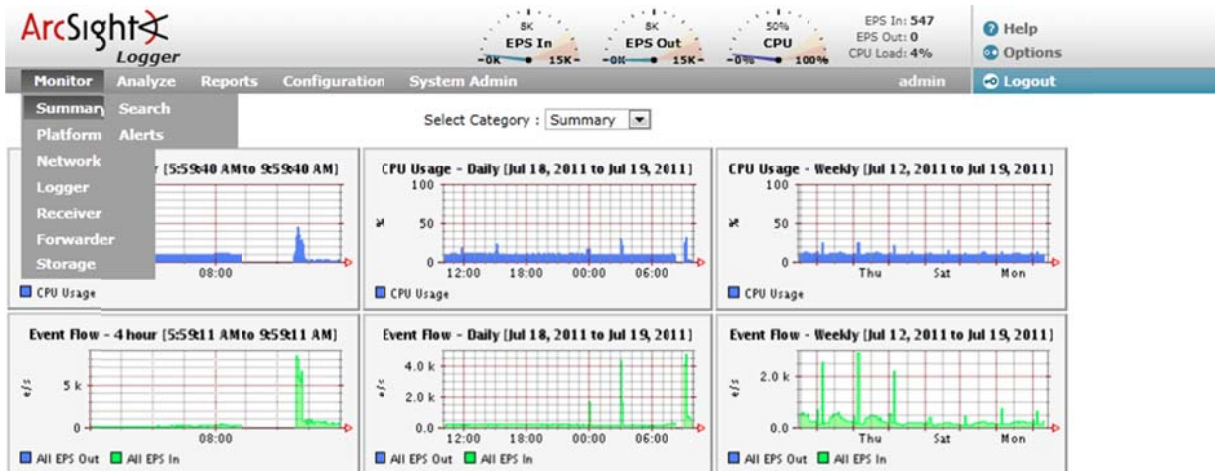 ArcSight
Logger
8K
EPS In
0K 15K
8K
EPS Out
0K 15K
50%
CPU
0% 100%
EPS In: 547
EPS Out: 0
CPU Load: 4%
Help
Options
Monitor Analyze Reports Configuration System Admin admin Logout
Summary Search
Platform Alerts
Network
Logger
Receiver
Forwarder
Storage
Select Category : Summary
[5:59:40 AM to 9:59:40 AM]
08:00
CPU Usage
CPU Usage - Daily [Jul 18, 2011 to Jul 19, 2011]
100
%
50
0
12:00 18:00 00:00 06:00
CPU Usage
CPU Usage - Weekly [Jul 12, 2011 to Jul 19, 2011]
100
%
50
0
Thu Sat Mon
CPU Usage
Event Flow - 4 hour [5:59:11 AM to 9:59:11 AM]
e/s
5 k
0
08:00
All EPS Out All EPS In
Event Flow - Daily [Jul 18, 2011 to Jul 19, 2011]
4.0 k
e/s
2.0 k
0.0
12:00 18:00 00:00 06:00
All EPS Out All EPS In
Event Flow - Weekly [Jul 12, 2011 to Jul 19, 2011]
e/s
2.0 k
0.0
Thu Sat Mon
All EPS Out All EPS In